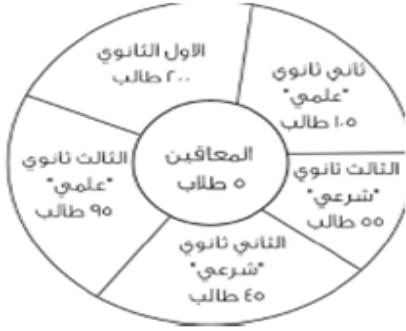 الاول الثانوي
٢٠٠ طالب
ثاني ثانوي
"علمي"
١٠٥ طالب
الثالث ثانوي
"شرعي"
٥٥ طالب
الثاني ثانوي
"شرعي"
٤٥ طالب
الثالث ثانوي
"علمي"
٩٥ طالب
المعاقين
٥ طلاب